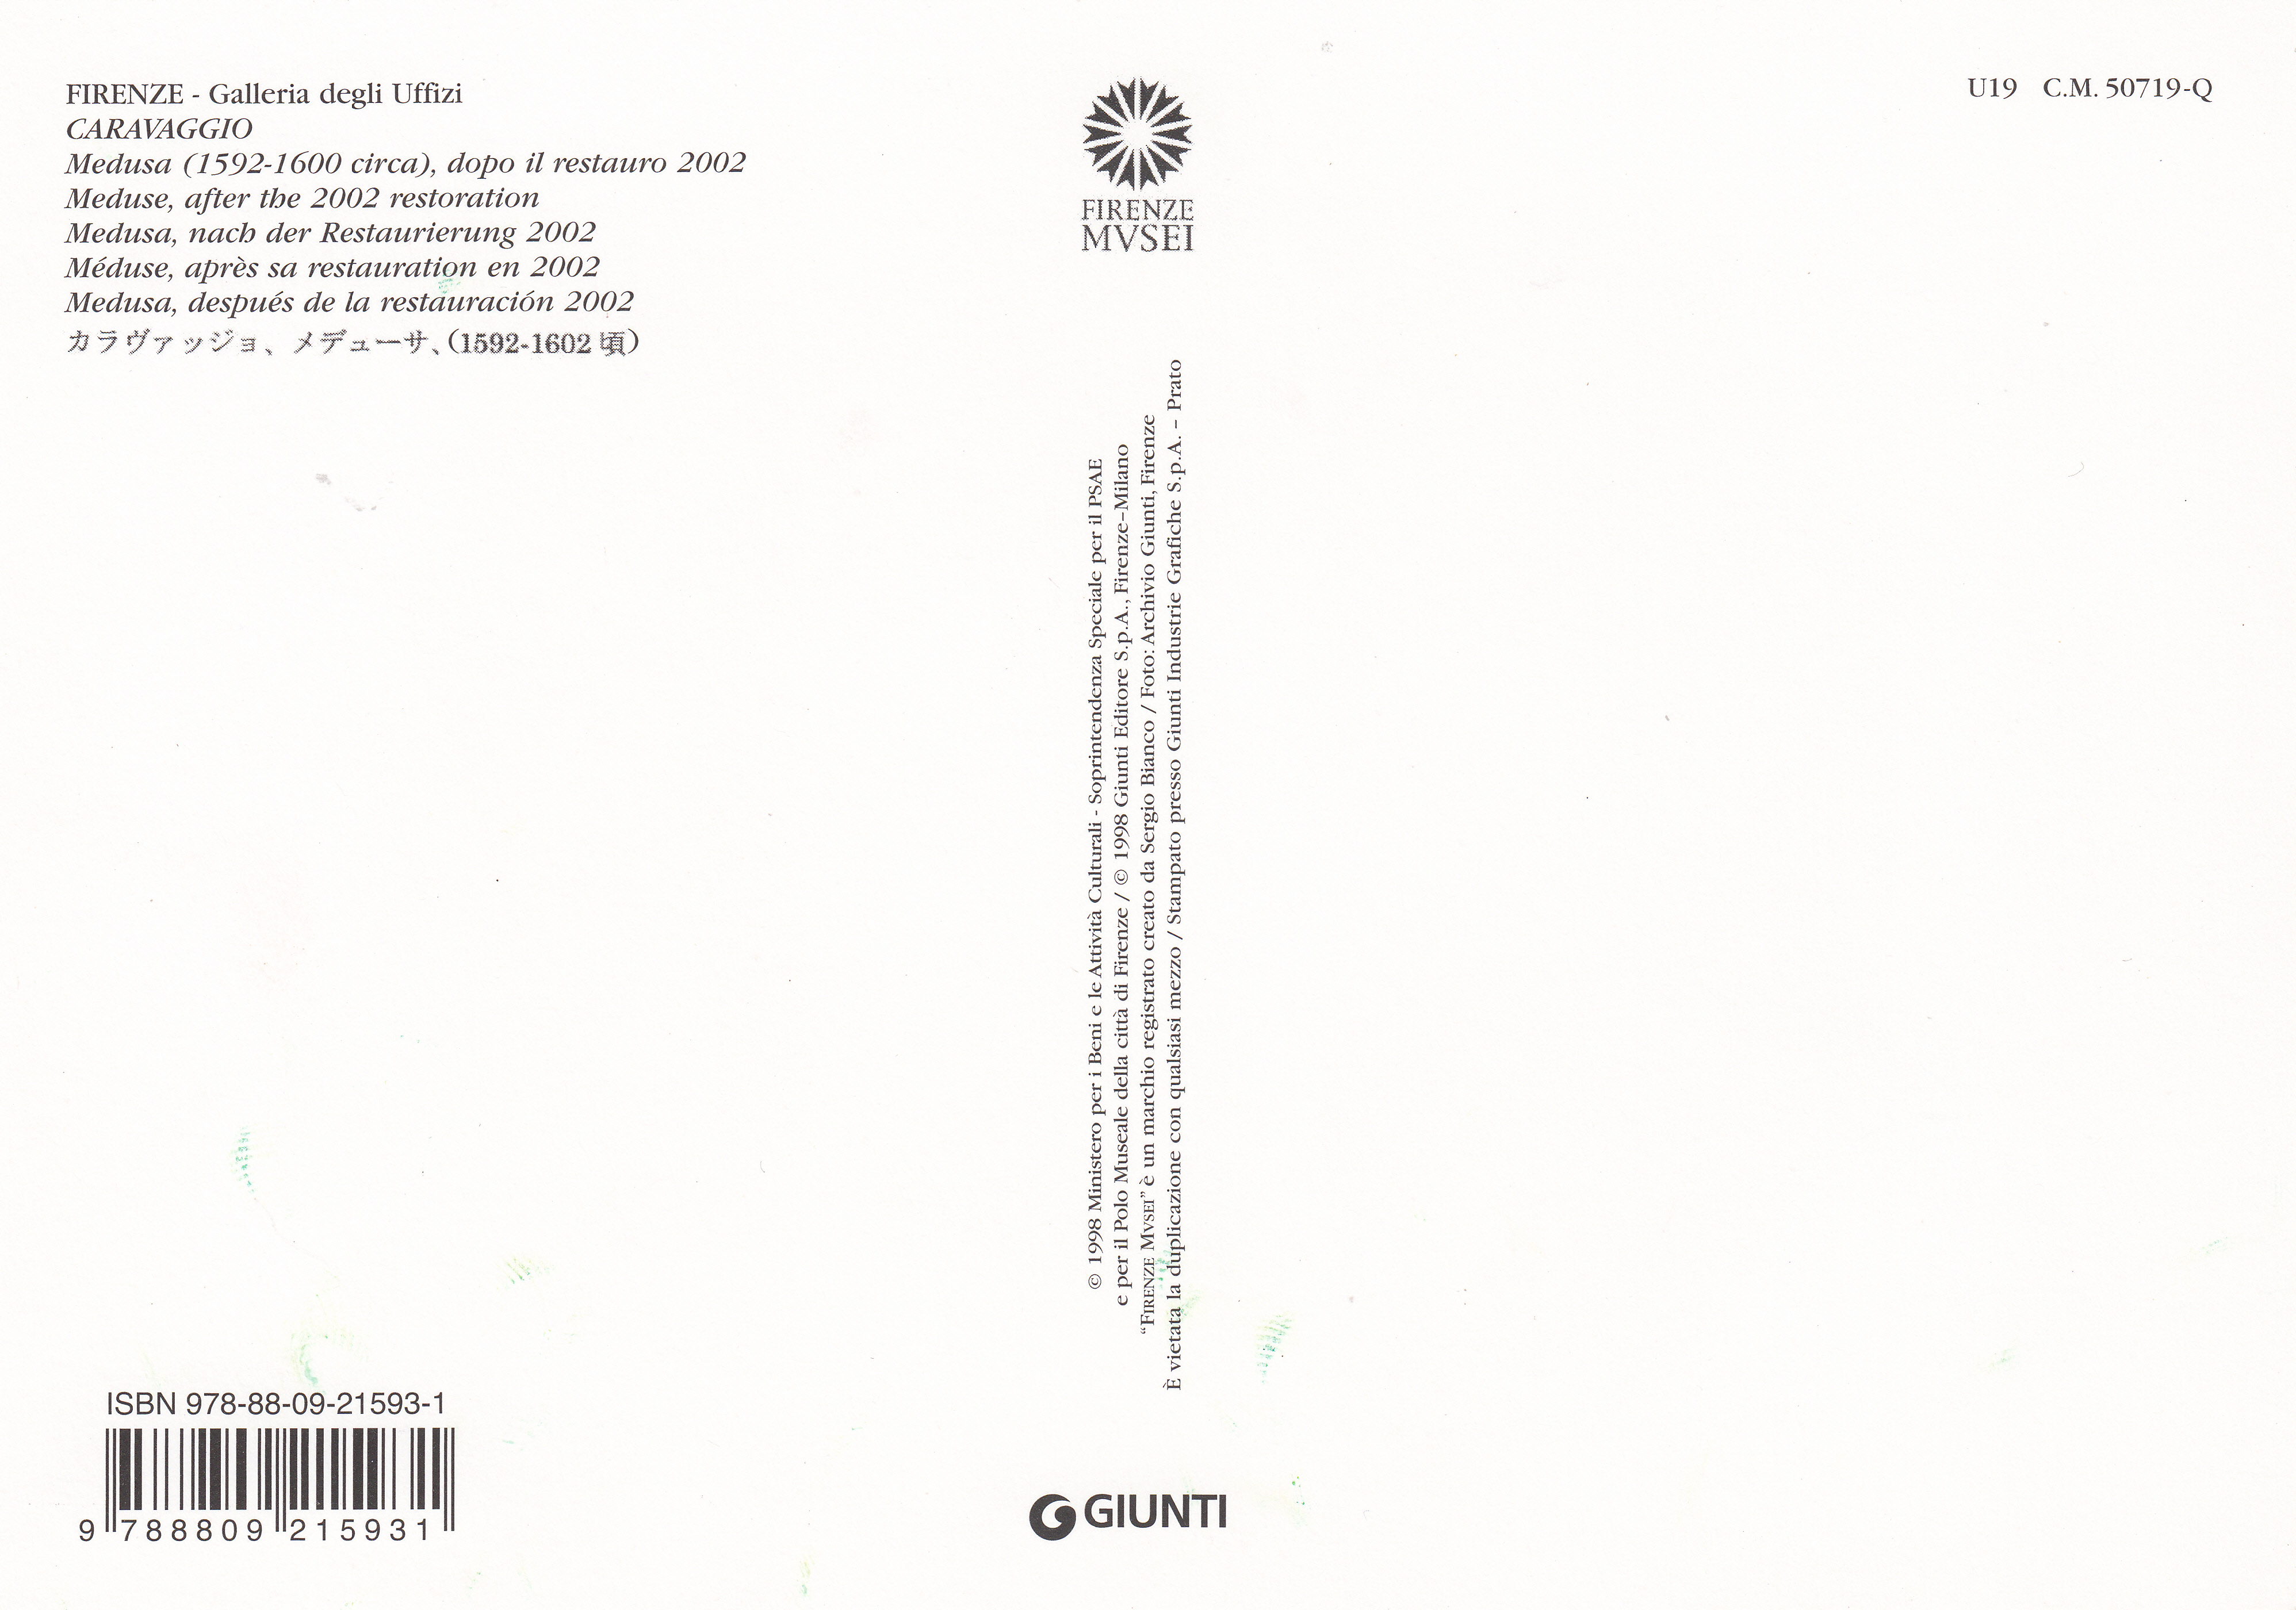 FIRENZE - Galleria degli Uffizi
CARAVAGGIO
Medusa (1592-1600 circa), dopo il restauro 2002
Meduse, after the 2002 restoration
Medusa, nach der Restaurierung 2002
Méduse, après sa restauration en 2002
Medusa, después de la restauración 2002
カラヴァッジョ、メデューサ、(1592-1602 頃)
FIRENZE
MVSEI
U19 C.M. 50719-Q
© 1998 Ministero per i Beni e le Attività Culturali - Soprintendenza Speciale per il PSAE
e per il Polo Museale della città di Firenze / © 1998 Giunti Editore S.p.A., Firenze–Milano
“FIRENZE MVSEI” è un marchio registrato creato da Sergio Bianco / Foto: Archivio Giunti, Firenze
È vietata la duplicazione con qualsiasi mezzo / Stampato presso Giunti Industrie Grafiche S.p.A. – Prato
ISBN 978-88-09-21593-1
9 788809 215931
GIUNTI